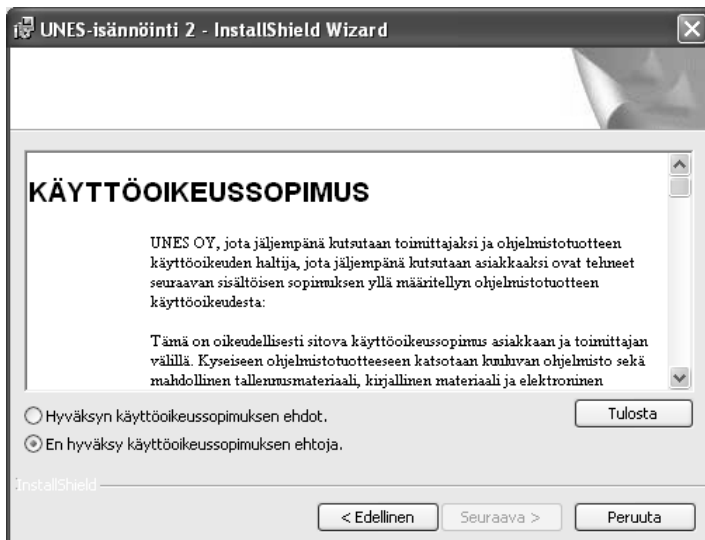 UNES-isännöinti 2 - InstallShield Wizard
KÄYTTÖOIKEUSSOPIMUS
UNES OY, jota jäljempänä kutsutaan toimittajaksi ja ohjelmistotuotteen
käyttöoikeuden haltija, jota jäljempänä kutsutaan asiakkaaksi ovat tehneet
seuraavan sisältöisen sopimuksen yllä määritellyn ohjelmistotuotteen
käyttöoikeudesta:
Tämä on oikeudellisesti sitova käyttöoikeussopimus asiakkaan ja toimittajan
välillä. Kyseiseen ohjelmistotuotteeseen katsotaan kuuluvan ohjelmisto sekä
mahdollinen tallennusmateriaali, kirjallinen materiaali ja elektroninen
Hyväksyn käyttöoikeussopimuksen ehdot.
Tulosta
En hyväksy käyttöoikeussopimuksen ehtoja.
InstallShield
< Edellinen
Seuraava >
Peruuta